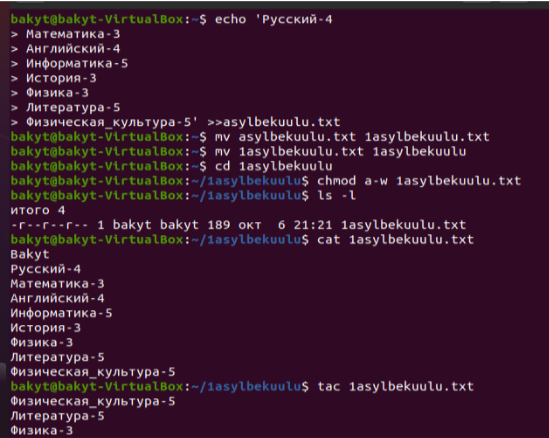 bakyt@bakyt-VirtualBox:~$ echo 'Русский-4
> Математика-3
> Английский-4
> Информатика-5
> История-3
> Физика-3
> Литература-5
> Физическая_культура-5' >>asylbekuulu.txt
bakyt@bakyt-VirtualBox:~$ mv asylbekuulu.txt 1asylbekuulu.txt
bakyt@bakyt-VirtualBox:~$ mv 1asylbekuulu.txt 1asylbekuulu
bakyt@bakyt-VirtualBox:~$ cd 1asylbekuulu
bakyt@bakyt-VirtualBox:~/1asylbekuulu$ chmod a-w 1asylbekuulu.txt
bakyt@bakyt-VirtualBox:~/1asylbekuulu$ ls -l
итого 4
-r--r--r-- 1 bakyt bakyt 189 окт  6 21:21 1asylbekuulu.txt
bakyt@bakyt-VirtualBox:~/1asylbekuulu$ cat 1asylbekuulu.txt
Bakyt
Русский-4
Математика-3
Английский-4
Информатика-5
История-3
Физика-3
Литература-5
Физическая_культура-5
bakyt@bakyt-VirtualBox:~/1asylbekuulu$ tac 1asylbekuulu.txt
Физическая_культура-5
Литература-5
Физика-3